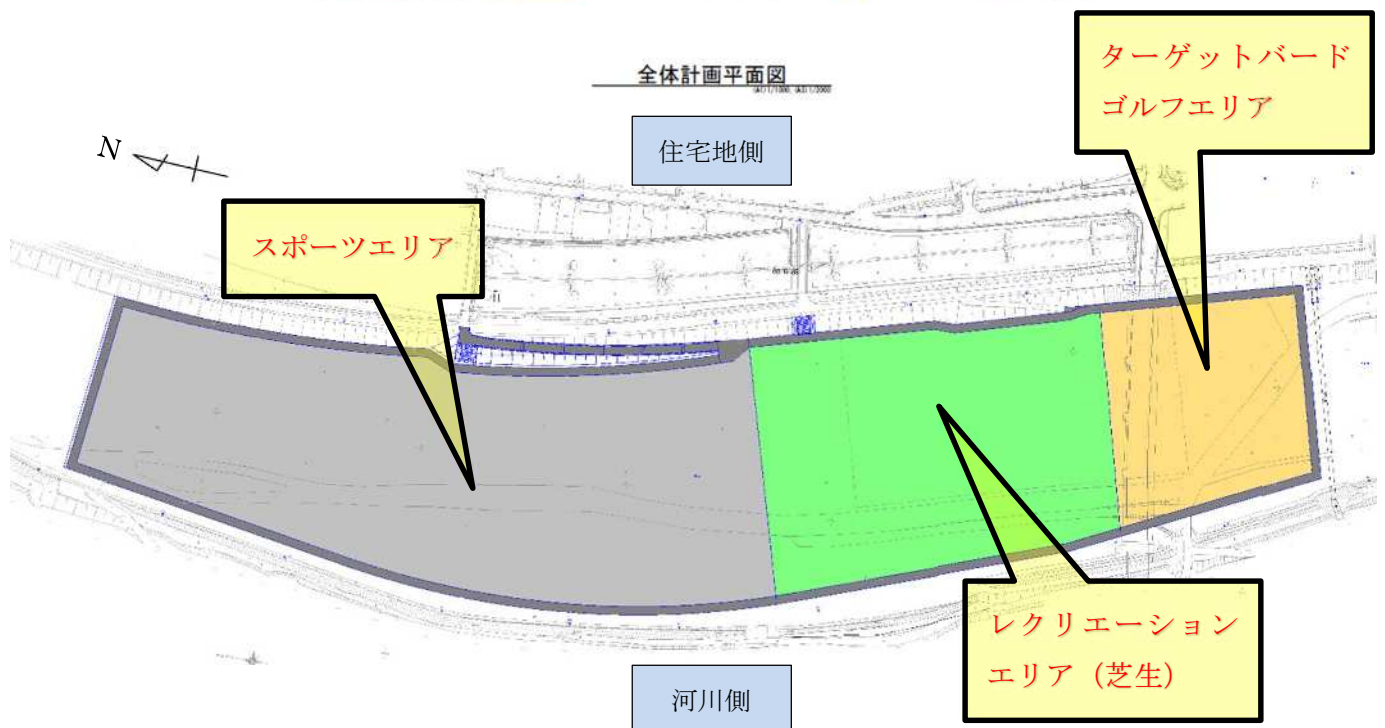 全体計画平面図
ターゲットバード
ゴルフエリア
住宅地側
N
スポーツエリア
レクリエーション
エリア（芝生）
河川側